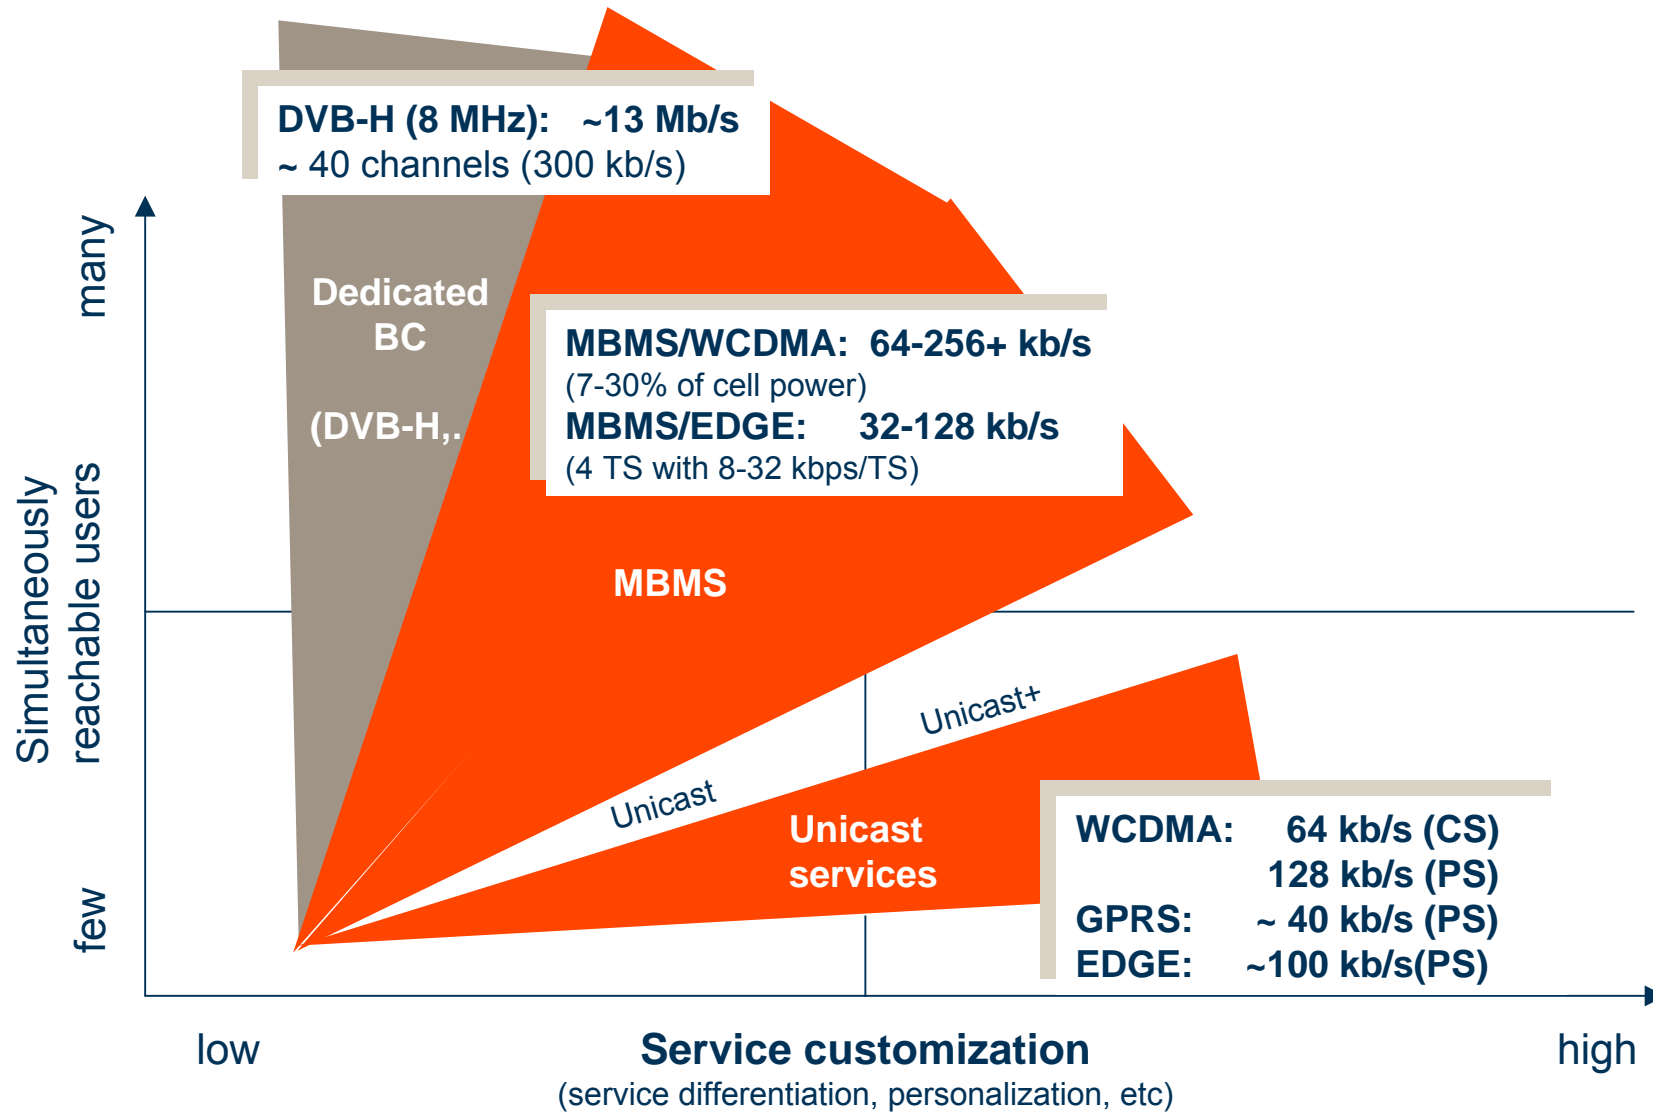 DVB-H (8 MHz): ~13 Mb/s
~ 40 channels (300 kb/s)
many
Dedicated
BC
(DVB-H,.
MBMS/WCDMA: 64-256+ kb/s
(7-30% of cell power)
MBMS/EDGE: 32-128 kb/s
(4 TS with 8-32 kbps/TS)
Simultaneously
reachable users
MBMS
Unicast+
Unicast
Unicast
services
WCDMA: 64 kb/s (CS)
128 kb/s (PS)
GPRS: ~ 40 kb/s (PS)
EDGE: ~100 kb/s(PS)
few
low
Service customization
high
(service differentiation, personalization, etc)